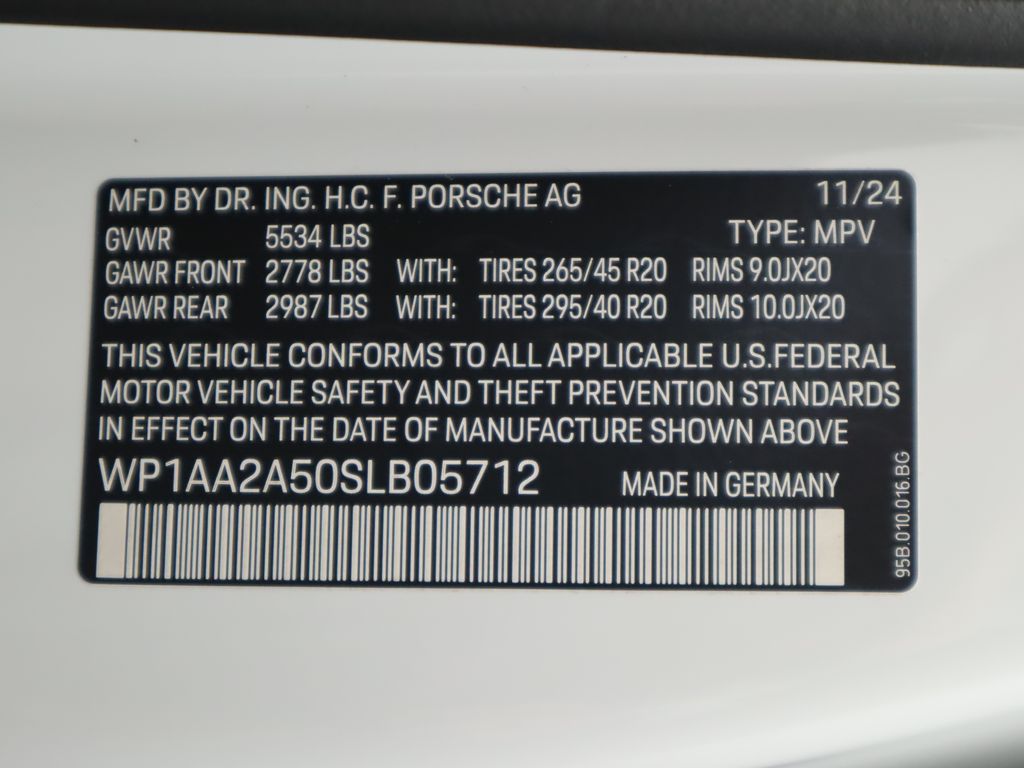 MFD BY DR. ING. H.C. F. PORSCHE AG 11/24
GVWR 5534 LBS TYPE: MPV
GAWR FRONT 2778 LBS WITH: TIRES 265/45 R20 RIMS 9.0JX20
GAWR REAR 2987 LBS WITH: TIRES 295/40 R20 RIMS 10.0JX20
THIS VEHICLE CONFORMS TO ALL APPLICABLE U.S.FEDERAL
MOTOR VEHICLE SAFETY AND THEFT PREVENTION STANDARDS
IN EFFECT ON THE DATE OF MANUFACTURE SHOWN ABOVE
WP1AA2A50SLB05712 MADE IN GERMANY
95B.010.016.BG